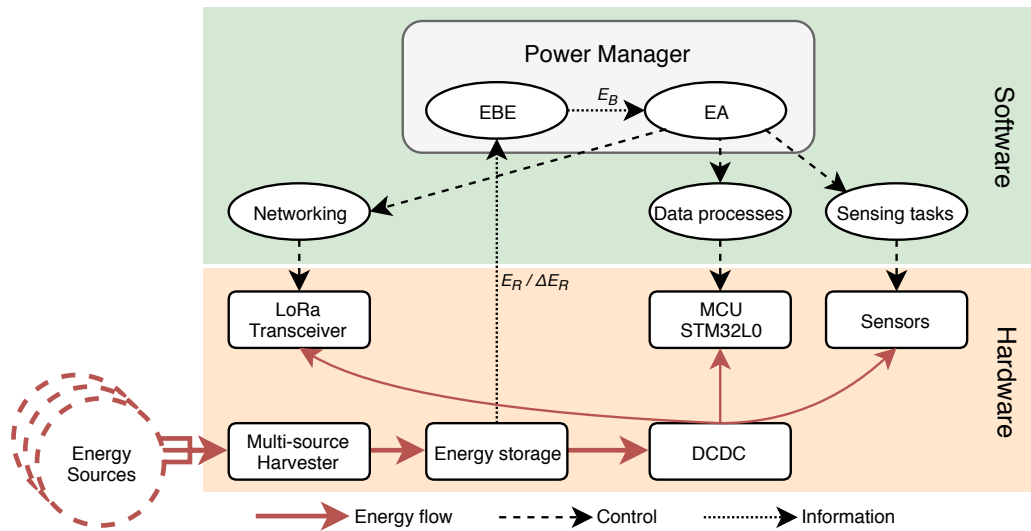 Power Manager
EBE
E_B
EA
Software
Networking
Data processes
Sensing tasks
E_R / ΔE_R
LoRa
Transceiver
MCU
STM32L0
Sensors
Hardware
Energy
Sources
Multi-source
Harvester
Energy storage
DCDC
Energy flow
Control
Information